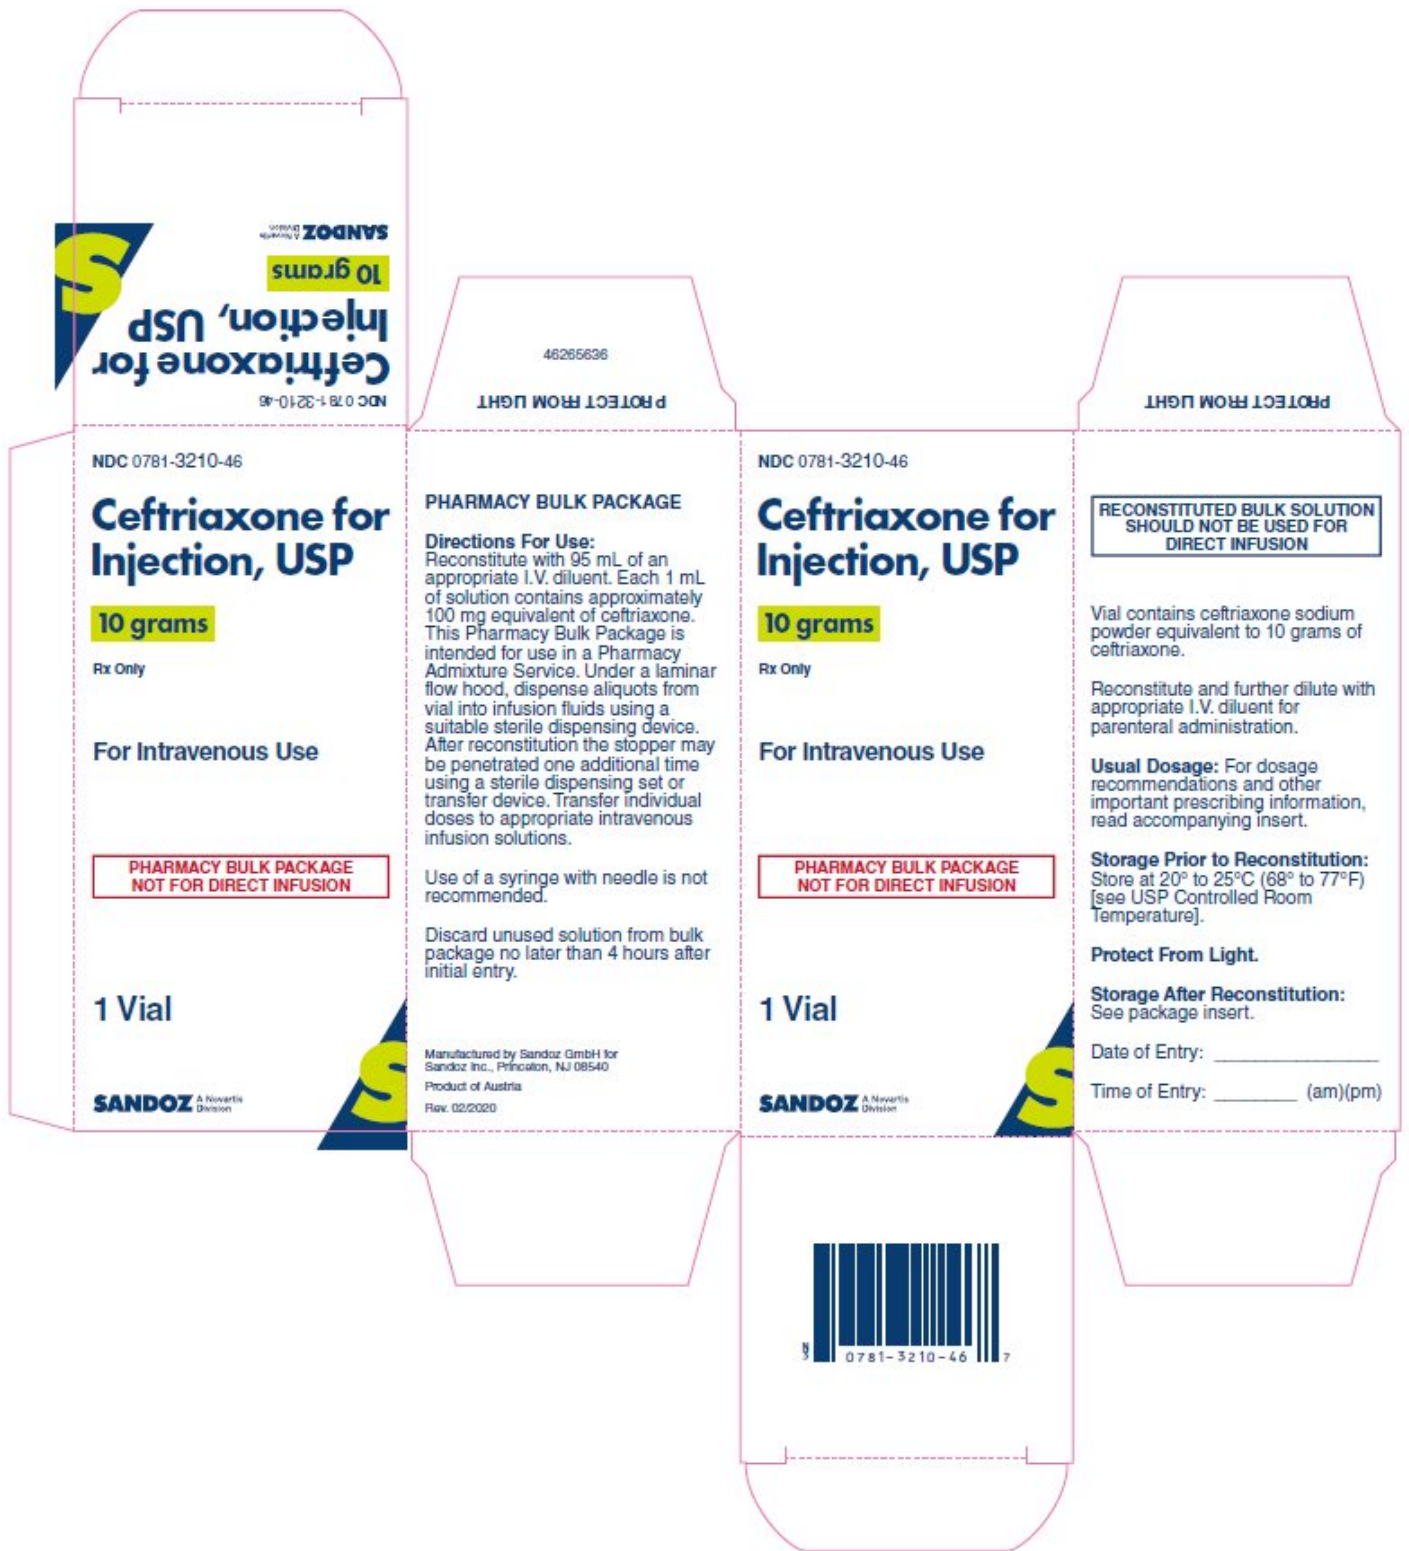 SANDOZ A Novartis
Division
10 grams
Injection, USP
Ceftriaxone for
NDC 0781-3210-46
46265636
PROTECT FROM LIGHT
PROTECT FROM LIGHT
NDC 0781-3210-46
Ceftriaxone for
Injection, USP
10 grams
Rx Only
For Intravenous Use
PHARMACY BULK PACKAGE
NOT FOR DIRECT INFUSION
1 Vial
SANDOZ A Novartis
Division
S
PHARMACY BULK PACKAGE
Directions For Use:
Reconstitute with 95 mL of an
appropriate I.V. diluent. Each 1 mL
of solution contains approximately
100 mg equivalent of ceftriaxone.
This Pharmacy Bulk Package is
intended for use in a Pharmacy
Admixture Service. Under a laminar
flow hood, dispense aliquots from
vial into infusion fluids using a
suitable sterile dispensing device.
After reconstitution the stopper may
be penetrated one additional time
using a sterile dispensing set or
transfer device. Transfer individual
doses to appropriate intravenous
infusion solutions.
Use of a syringe with needle is not
recommended.
Discard unused solution from bulk
package no later than 4 hours after
initial entry.
Manufactured by Sandoz GmbH for
Sandoz Inc., Princeton, NJ 08540
Product of Austria
Rev. 02/2020
NDC 0781-3210-46
Ceftriaxone for
Injection, USP
10 grams
Rx Only
For Intravenous Use
PHARMACY BULK PACKAGE
NOT FOR DIRECT INFUSION
1 Vial
SANDOZ A Novartis
Division
S
RECONSTITUTED BULK SOLUTION
SHOULD NOT BE USED FOR
DIRECT INFUSION
Vial contains ceftriaxone sodium
powder equivalent to 10 grams of
ceftriaxone.
Reconstitute and further dilute with
appropriate I.V. diluent for
parenteral administration.
Usual Dosage: For dosage
recommendations and other
important prescribing information,
read accompanying insert.
Storage Prior to Reconstitution:
Store at 20° to 25°C (68° to 77°F)
[see USP Controlled Room
Temperature].
Protect From Light.
Storage After Reconstitution:
See package insert.
Date of Entry: ________________
Time of Entry: ________ (am)(pm)
N3 0781-3210-46 7